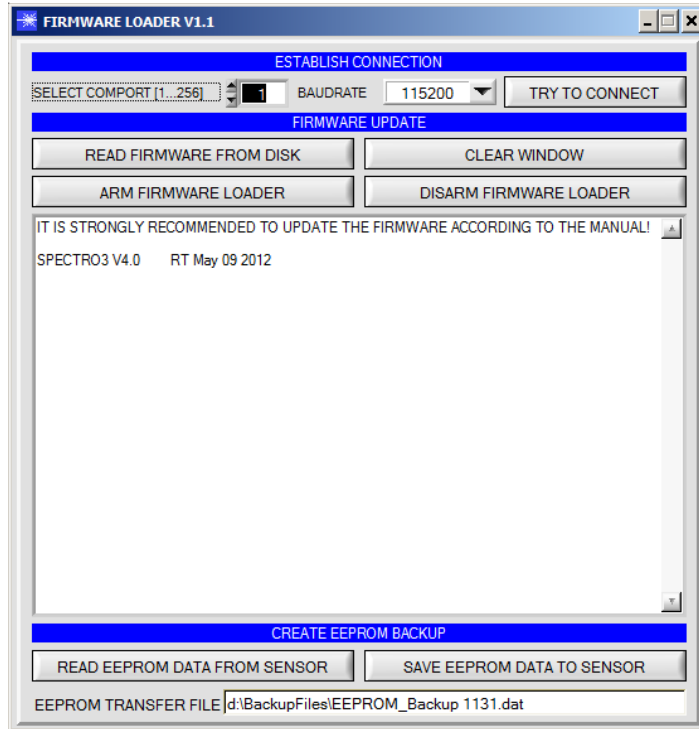 FIRMWARE LOADER V1.1
ESTABLISH CONNECTION
SELECT COMPORT [1...256] 1 BAUDRATE 115200 TRY TO CONNECT
FIRMWARE UPDATE
READ FIRMWARE FROM DISK CLEAR WINDOW
ARM FIRMWARE LOADER DISARM FIRMWARE LOADER
IT IS STRONGLY RECOMMENDED TO UPDATE THE FIRMWARE ACCORDING TO THE MANUAL!
SPECTRO3 V4.0 RT May 09 2012
CREATE EEPROM BACKUP
READ EEPROM DATA FROM SENSOR SAVE EEPROM DATA TO SENSOR
EEPROM TRANSFER FILE d:\BackupFiles\EEPROM_Backup 1131.dat